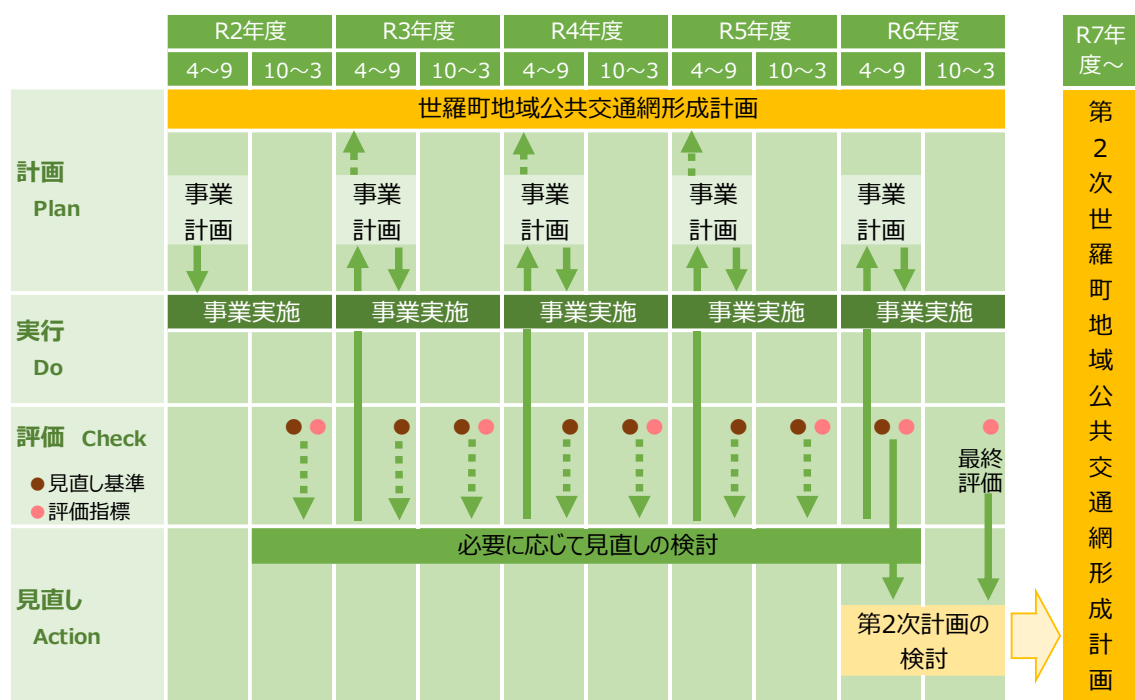 R2年度 R3年度 R4年度 R5年度 R6年度
4～9 10～3 4～9 10～3 4～9 10～3 4～9 10～3 4～9 10～3
世羅町地域公共交通網形成計画
計画
Plan
事業
計画
事業
計画
事業
計画
事業
計画
事業
計画
実行
Do
事業実施 事業実施 事業実施 事業実施 事業実施
評価 Check
見直し基準
評価指標
最終
評価
見直し
Action
必要に応じて見直しの検討
第2次計画の
検討
R7年
度～
第2次世羅町地域公共交通網形成計画